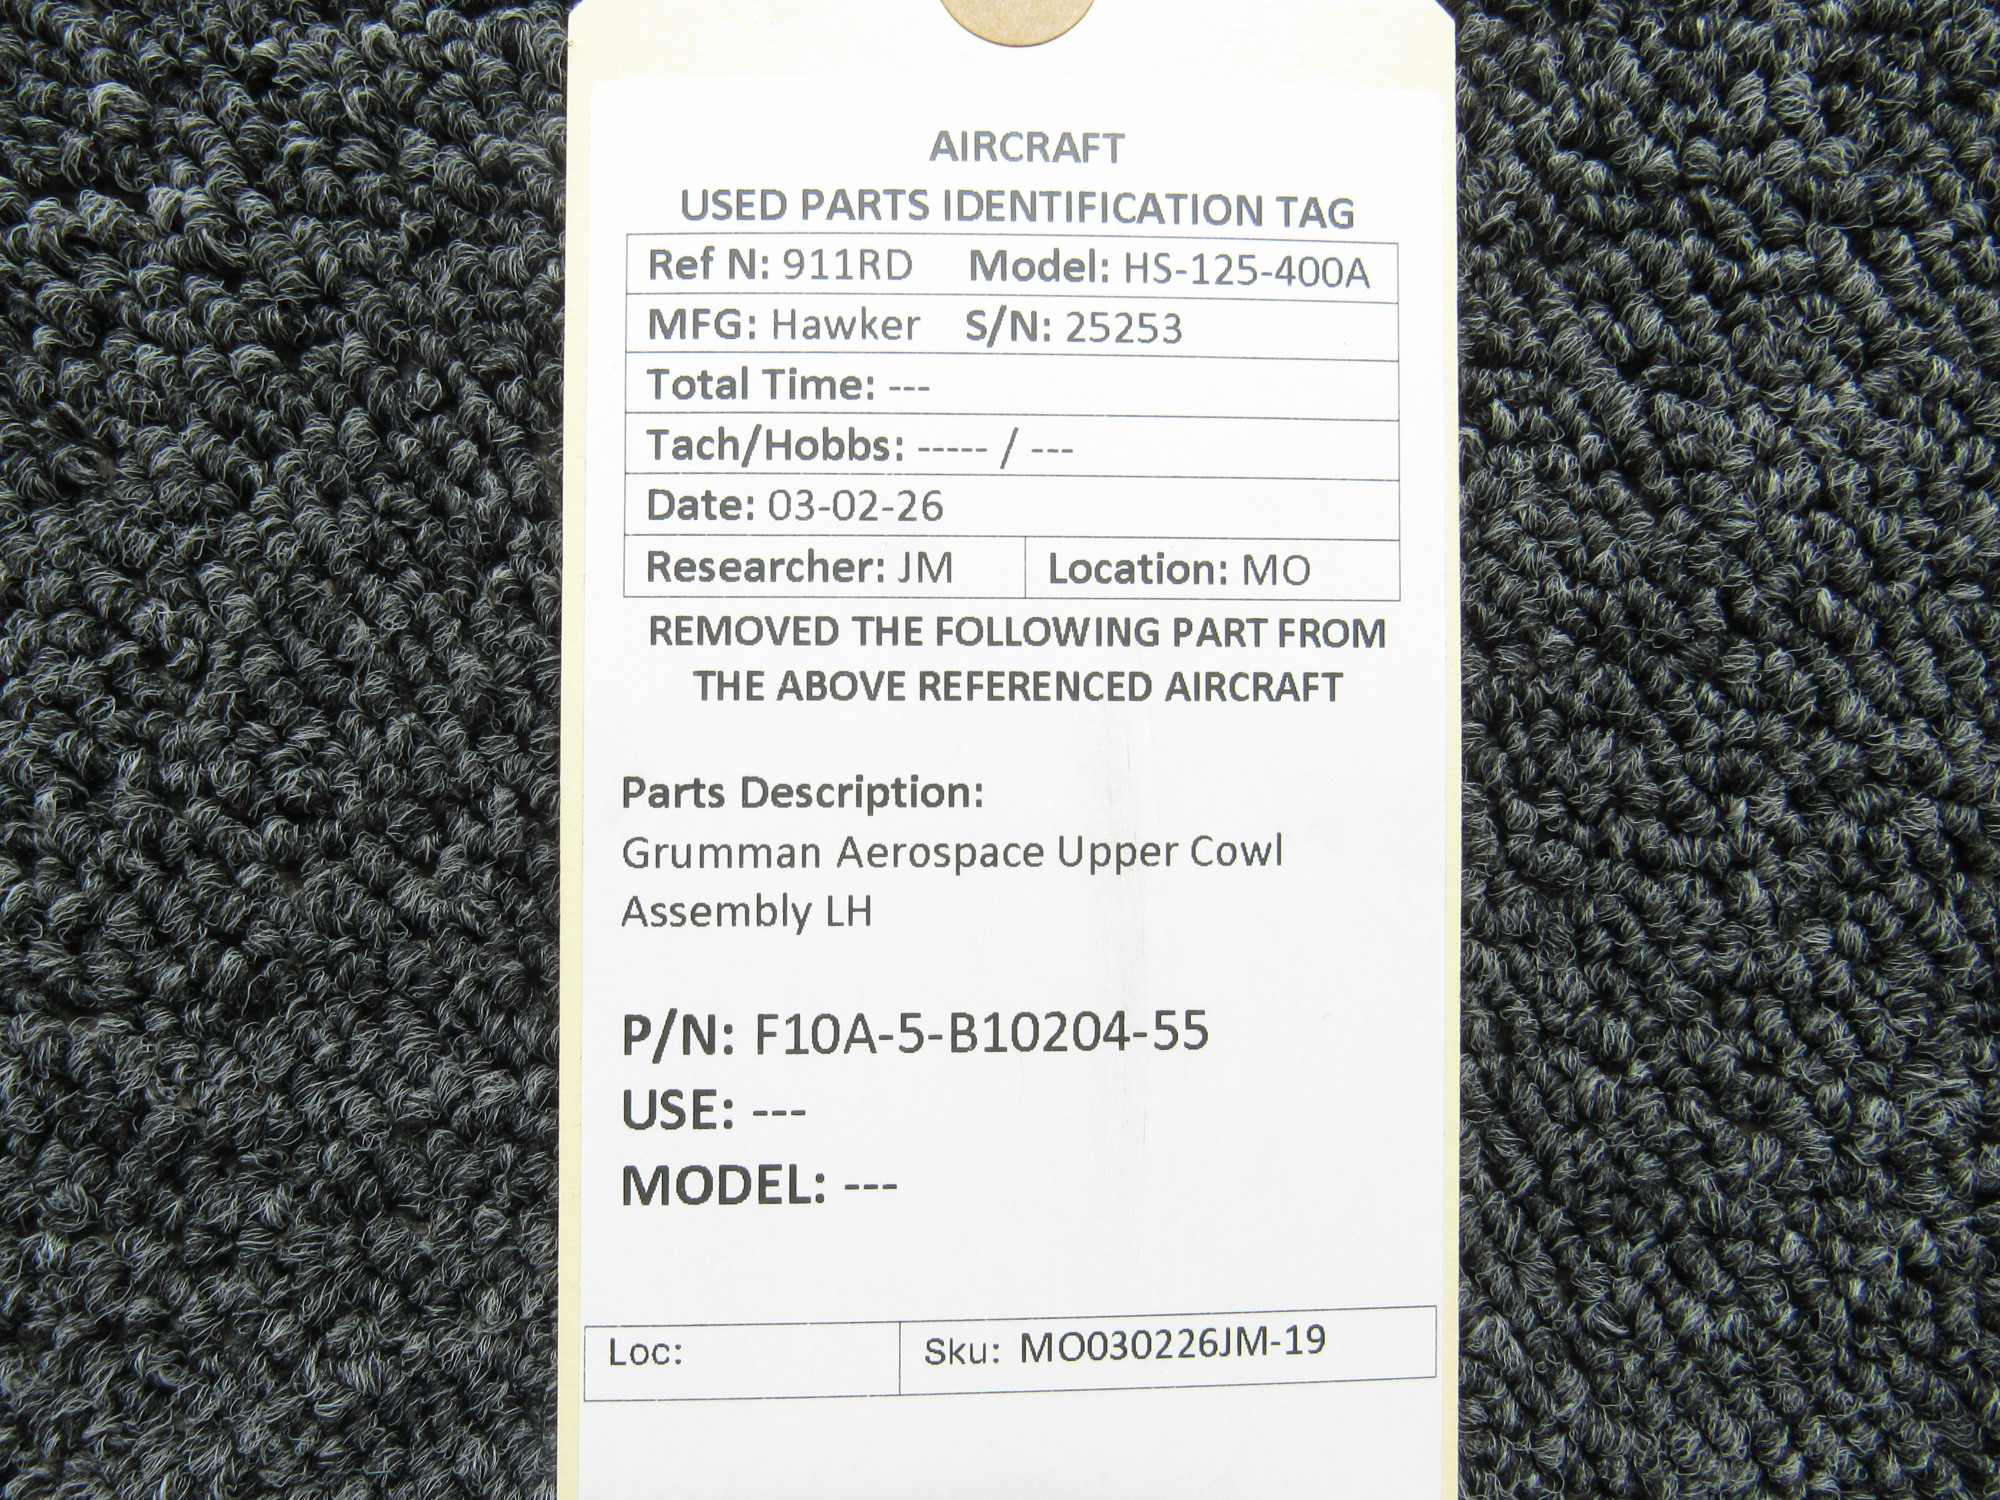 AIRCRAFT
USED PARTS IDENTIFICATION TAG
Ref N: 911RD Model: HS-125-400A
MFG: Hawker S/N: 25253
Total Time: ---
Tach/Hobbs: ----- / ---
Date: 03-02-26
Researcher: JM Location: MO
REMOVED THE FOLLOWING PART FROM
THE ABOVE REFERENCED AIRCRAFT
Parts Description:
Grumman Aerospace Upper Cowl
Assembly LH
P/N: F10A-5-B10204-55
USE: ---
MODEL: ---
Loc: Sku: MO030226JM-19